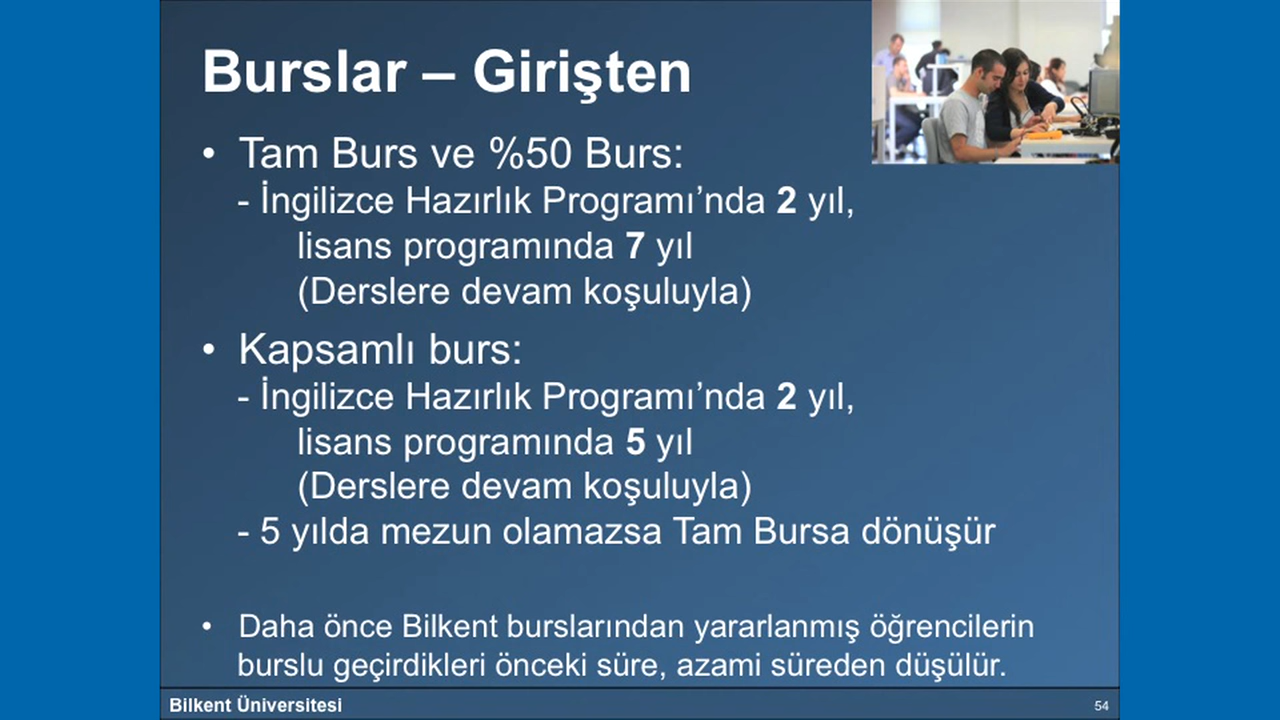 Burslar – Girişten
• Tam Burs ve %50 Burs:
- İngilizce Hazırlık Programı’nda 2 yıl,
lisans programında 7 yıl
(Derslere devam koşuluyla)
• Kapsamlı burs:
- İngilizce Hazırlık Programı’nda 2 yıl,
lisans programında 5 yıl
(Derslere devam koşuluyla)
- 5 yılda mezun olamazsa Tam Bursa dönüşür
• Daha önce Bilkent burslarından yararlanmış öğrencilerin
burslu geçirdikleri önceki süre, azami süreden düşülür.
Bilkent Üniversitesi
54